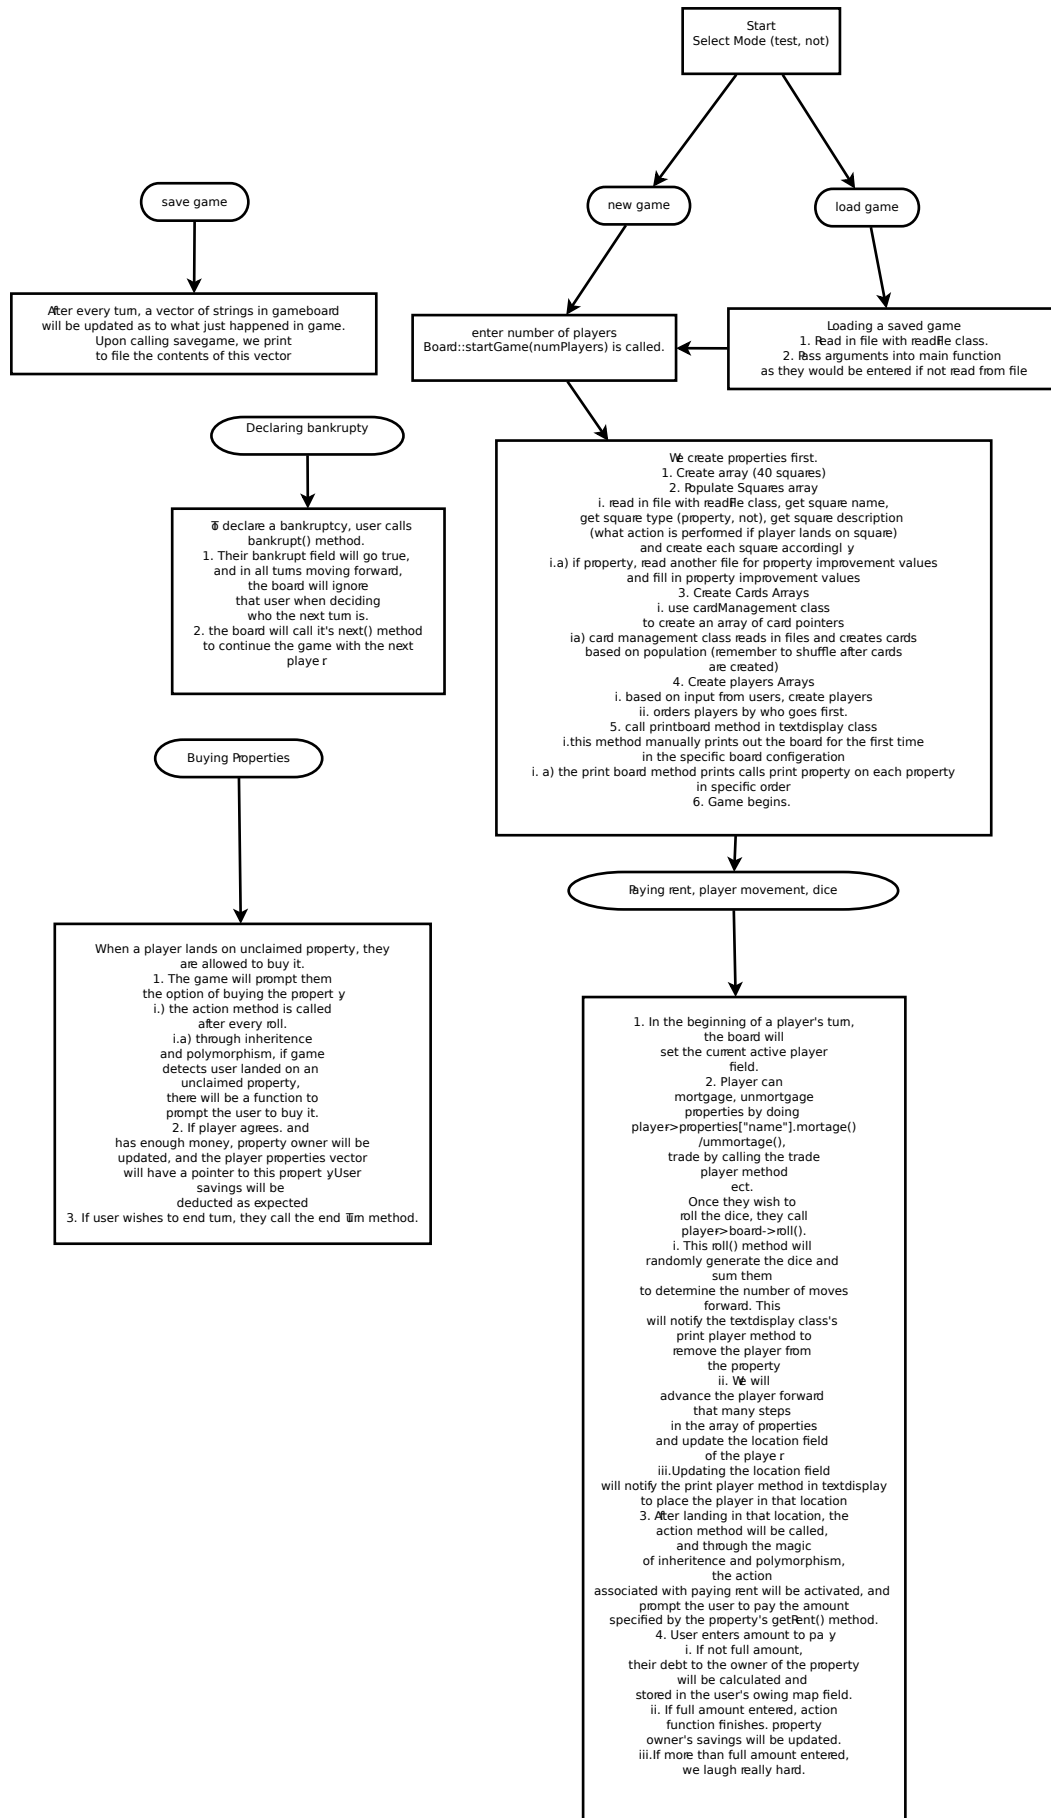 Start
Select Mode (test, not)
save game
new game
load game
After every turn, a vector of strings in gameboard
will be updated as to what just happened in game.
Upon calling savegame, we print
to file the contents of this vector
enter number of players
Board::startGame(numPlayers) is called.
Loading a saved game
1. Read in file with readFile class.
2. Pass arguments into main function
as they would be entered if not read from file
Declaring bankrupty
To declare a bankruptcy, user calls
bankrupt() method.
1. Their bankrupt field will go true,
and in all turns moving forward,
the board will ignore
that user when deciding
who the next turn is.
2. the board will call it's next() method
to continue the game with the next
player.
We create properties first.
1. Create array (40 squares)
2. Populate Squares array
i. read in file with readFile class, get square name,
get square type (property, not), get square description
(what action is performed if player lands on square)
and create each square accordingly.
i.a) if property, read another file for property improvement values
and fill in property improvement values
3. Create Cards Arrays
i. use cardManagement class
to create an array of card pointers
ia) card management class reads in files and creates cards
based on population (remember to shuffle after cards
are created)
4. Create players Arrays
i. based on input from users, create players
ii. orders players by who goes first.
5. call printboard method in textdisplay class
i.this method manually prints out the board for the first time
in the specific board configeration
i. a) the print board method prints calls print property on each property
in specific order
6. Game begins.
Buying Properties
When a player lands on unclaimed property, they
are allowed to buy it.
1. The game will prompt them
the option of buying the property.
i.) the action method is called
after every roll.
i.a) through inheritence
and polymorphism, if game
detects user landed on an
unclaimed property,
there will be a function to
prompt the user to buy it.
2. If player agrees. and
has enough money, property owner will be
updated, and the player properties vector
will have a pointer to this property. User
savings will be
deducted as expected
3. If user wishes to end turn, they call the end Turn method.
Paying rent, player movement, dice
1. In the beginning of a player's turn,
the board will
set the current active player
field.
2. Player can
mortgage, unmortgage
properties by doing
player->properties["name"].mortage()
/ummortage(),
trade by calling the trade
player method
ect.
Once they wish to
roll the dice, they call
player->board->roll().
i. This roll() method will
randomly generate the dice and
sum them
to determine the number of moves
forward. This
will notify the textdisplay class's
print player method to
remove the player from
the property
ii. We will
advance the player forward
that many steps
in the array of properties
and update the location field
of the player.
iii.Updating the location field
will notify the print player method in textdisplay
to place the player in that location
3. After landing in that location, the
action method will be called,
and through the magic
of inheritence and polymorphism,
the action
associated with paying rent will be activated, and
prompt the user to pay the amount
specified by the property's getRent() method.
4. User enters amount to pay.
i. If not full amount,
their debt to the owner of the property
will be calculated and
stored in the user's owing map field.
ii. If full amount entered, action
function finishes. property
owner's savings will be updated.
iii.If more than full amount entered,
we laugh really hard.